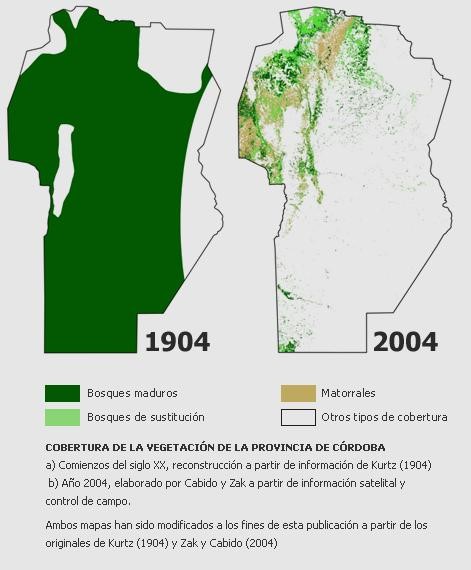 1904
2004
Bosques maduros
Matorrales
Bosques de sustitución
Otros tipos de cobertura
COBERTURA DE LA VEGETACIÓN DE LA PROVINCIA DE CÓRDOBA
a) Comienzos del siglo XX, reconstrucción a partir de información de Kurtz (1904)
b) Año 2004, elaborado por Cabido y Zak a partir de información satelital y
control de campo.
Ambos mapas han sido modificados a los fines de esta publicación a partir de los
originales de Kurtz (1904) y Zak y Cabido (2004)